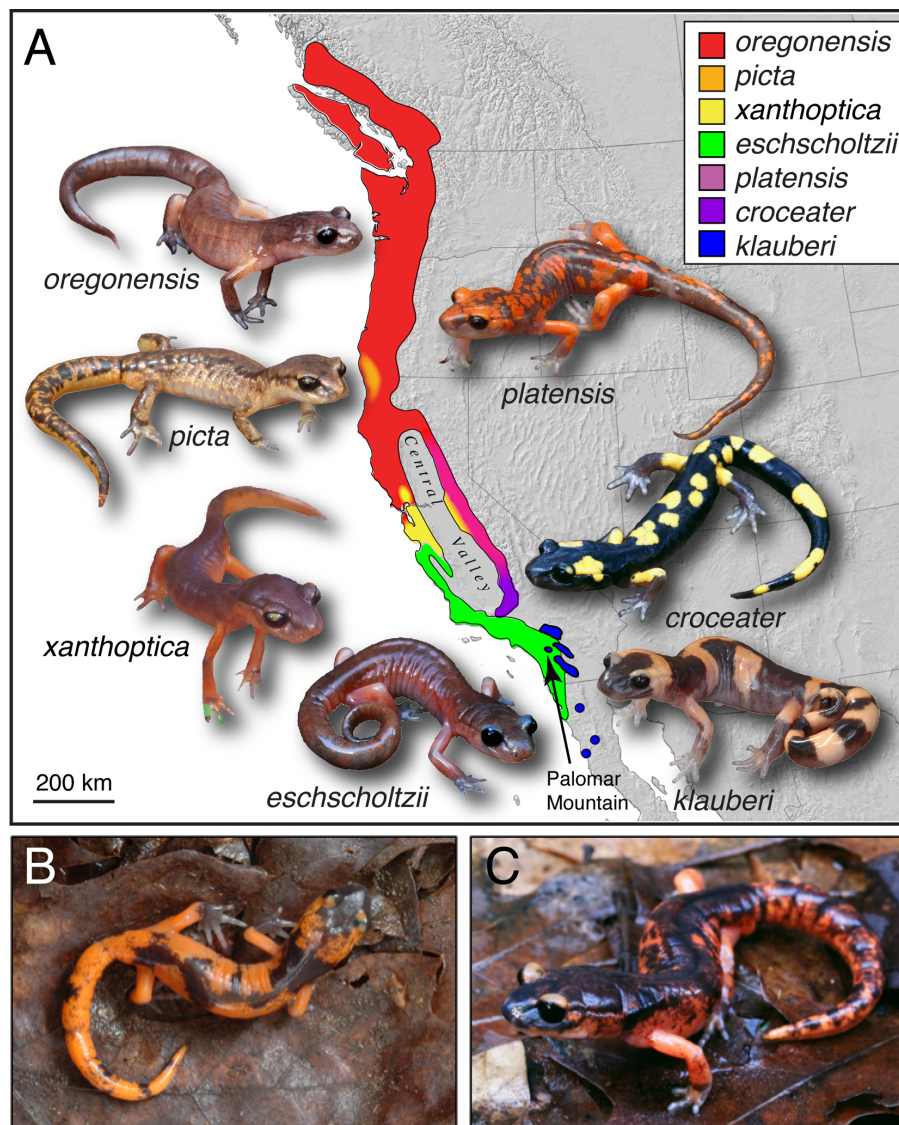 A
oregonensis
picta
xanthoptica
eschscholtzii
platensis
croceater
klauberi
oregonensis
platensis
picta
Central
Valley
croceater
xanthoptica
eschscholtzii
Palomar
Mountain
klauberi
200 km
B
C